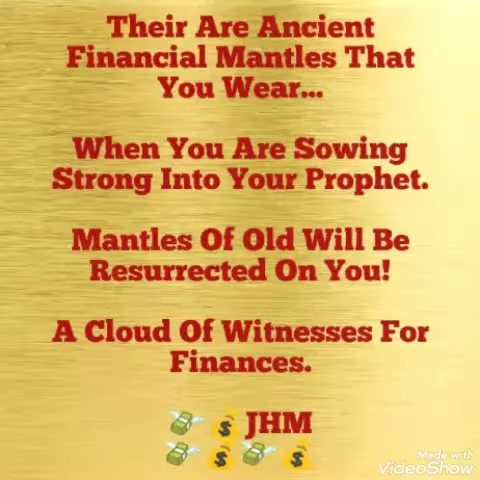 Their Are Ancient
Financial Mantles That
You Wear...
When You Are Sowing
Strong Into Your Prophet.
Mantles Of Old Will Be
Resurrected On You!
A Cloud Of Witnesses For
Finances.
💸 💰 JHM
💸 💰 💸 💰
Made with
VideoShow